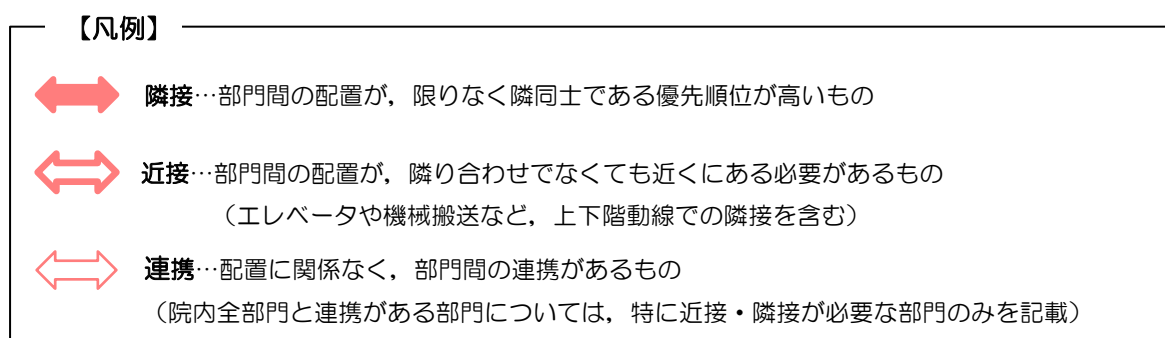 【凡例】
隣接…部門間の配置が，限りなく隣同士である優先順位が高いもの
近接…部門間の配置が，隣り合わせでなくても近くにある必要があるもの
（エレベータや機械搬送など，上下階動線での隣接を含む）
連携…配置に関係なく，部門間の連携があるもの
（院内全部門と連携がある部門については，特に近接・隣接が必要な部門のみを記載）